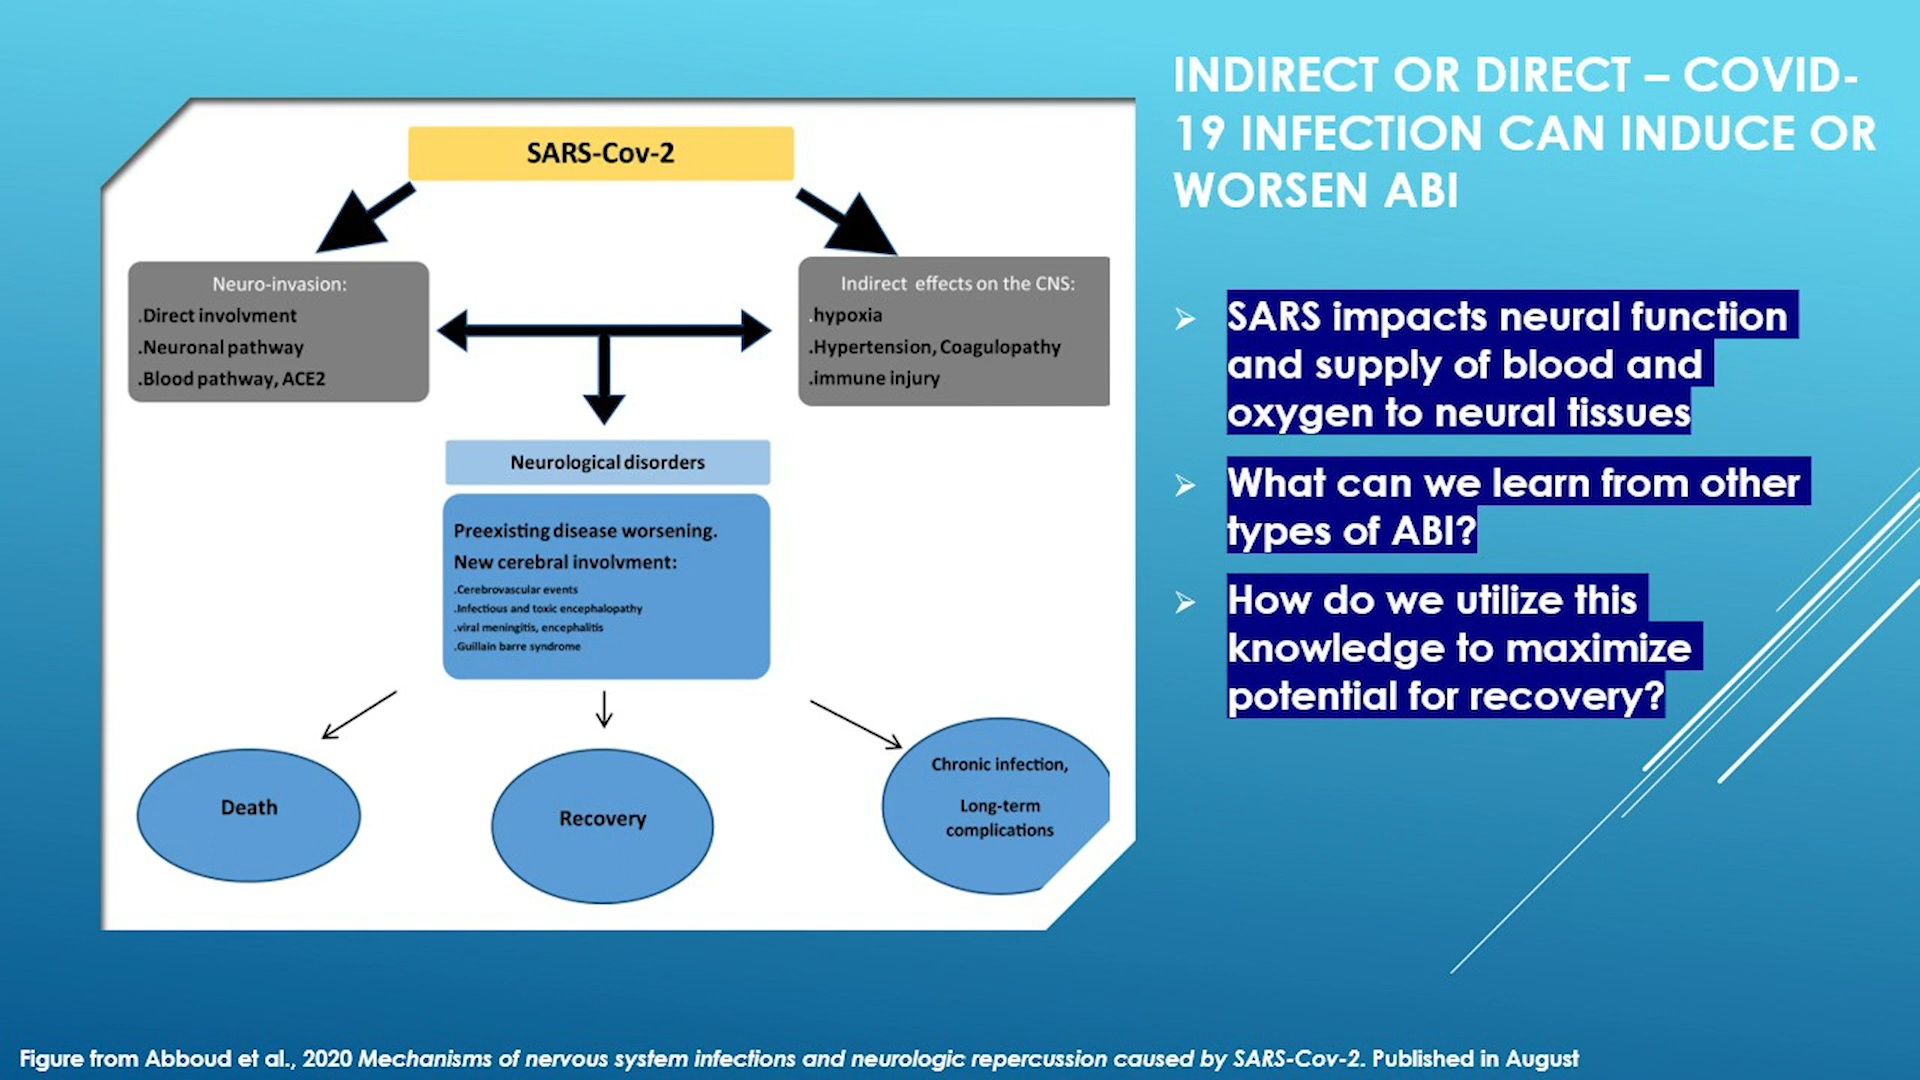 INDIRECT OR DIRECT – COVID-
19 INFECTION CAN INDUCE OR
WORSEN ABI
SARS-Cov-2
Neuro-invasion:
.Direct involvment
.Neuronal pathway
.Blood pathway, ACE2
Indirect effects on the CNS:
.hypoxia
.Hypertension, Coagulopathy
.immune injury
Neurological disorders
Preexisting disease worsening.
New cerebral involvment:
.Cerebrovascular events
.Infectious and toxic encephalopathy
.viral meningitis, encephalitis
.Guillain barre syndrome
Death
Recovery
Chronic infection,
Long-term
complications
SARS impacts neural function
and supply of blood and
oxygen to neural tissues
What can we learn from other
types of ABI?
How do we utilize this
knowledge to maximize
potential for recovery?
Figure from Abboud et al., 2020 Mechanisms of nervous system infections and neurologic repercussion caused by SARS-Cov-2. Published in August